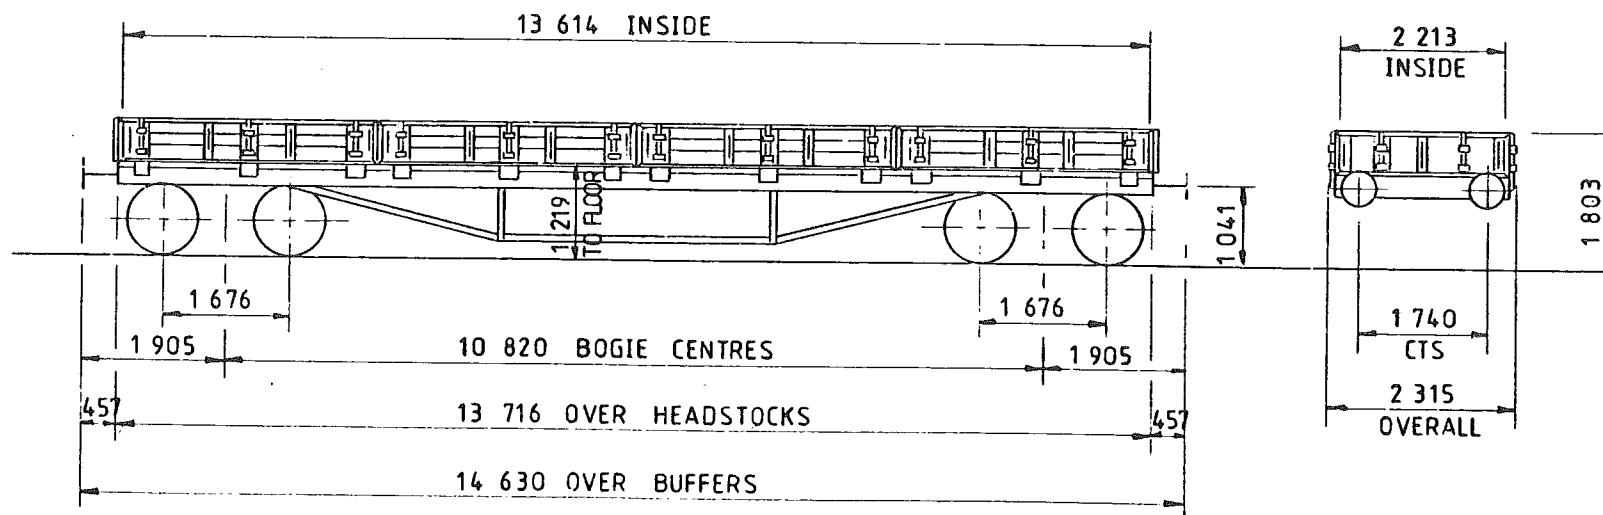 13 614 INSIDE
2 213
INSIDE
1 219
TO FLOOR
1041
1 803
1 676
1 676
1 740
CTS
1 905
10 820 BOGIE CENTRES
1 905
2 315
OVERALL
457
13 716 OVER HEADSTOCKS
457
14 630 OVER BUFFERS